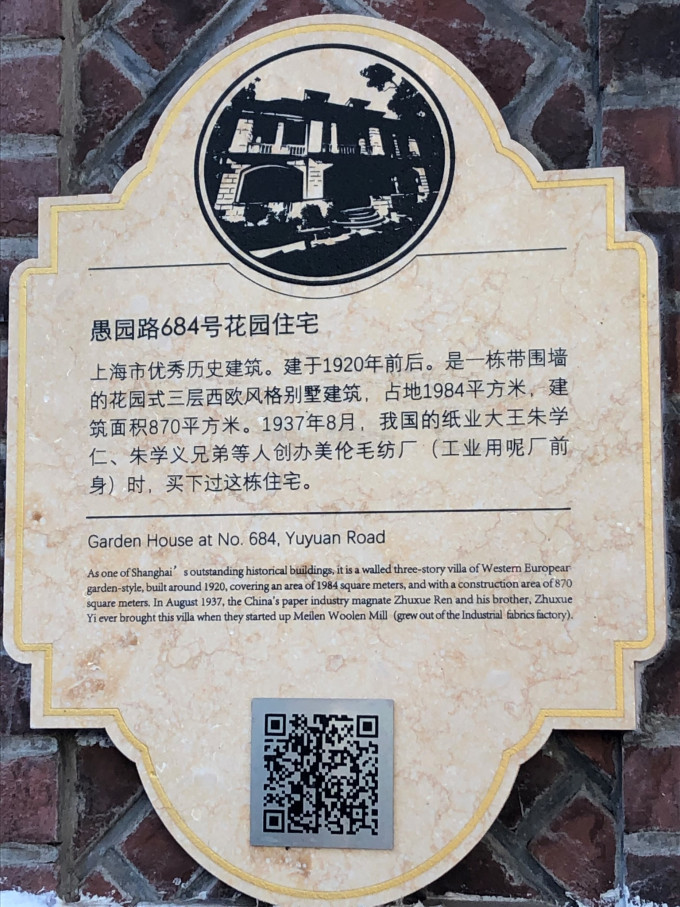 愚园路684号花园住宅
上海市优秀历史建筑。建于1920年前后。是一栋带围墙
的花园式三层西欧风格别墅建筑，占地1984平方米，建
筑面积870平方米。1937年8月，我国的纸业大王朱学
仁、朱学义兄弟等人创办美伦毛纺厂（工业用呢厂前
身）时，买下过这栋住宅。
Garden House at No. 684, Yuyuan Road
As one of Shanghai’s outstanding historical buildings, it is a walled three-story villa of Western European
garden-style, built around 1920, covering an area of 1984 square meters, and with a construction area of 870
square meters. In August 1937, the China's paper industry magnate Zhuxue Ren and his brother, Zhuxue
Yi ever brought this villa when they started up Meilen Woolen Mill (grew out of the Industrial fabrics factory).